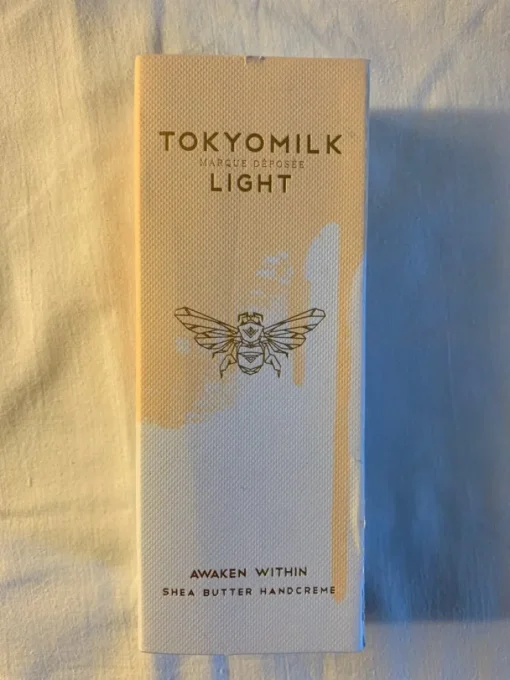 TOKYOMILK
MARQUE DÉPOSÉE
LIGHT
AWAKEN WITHIN
SHEA BUTTER HANDCREME